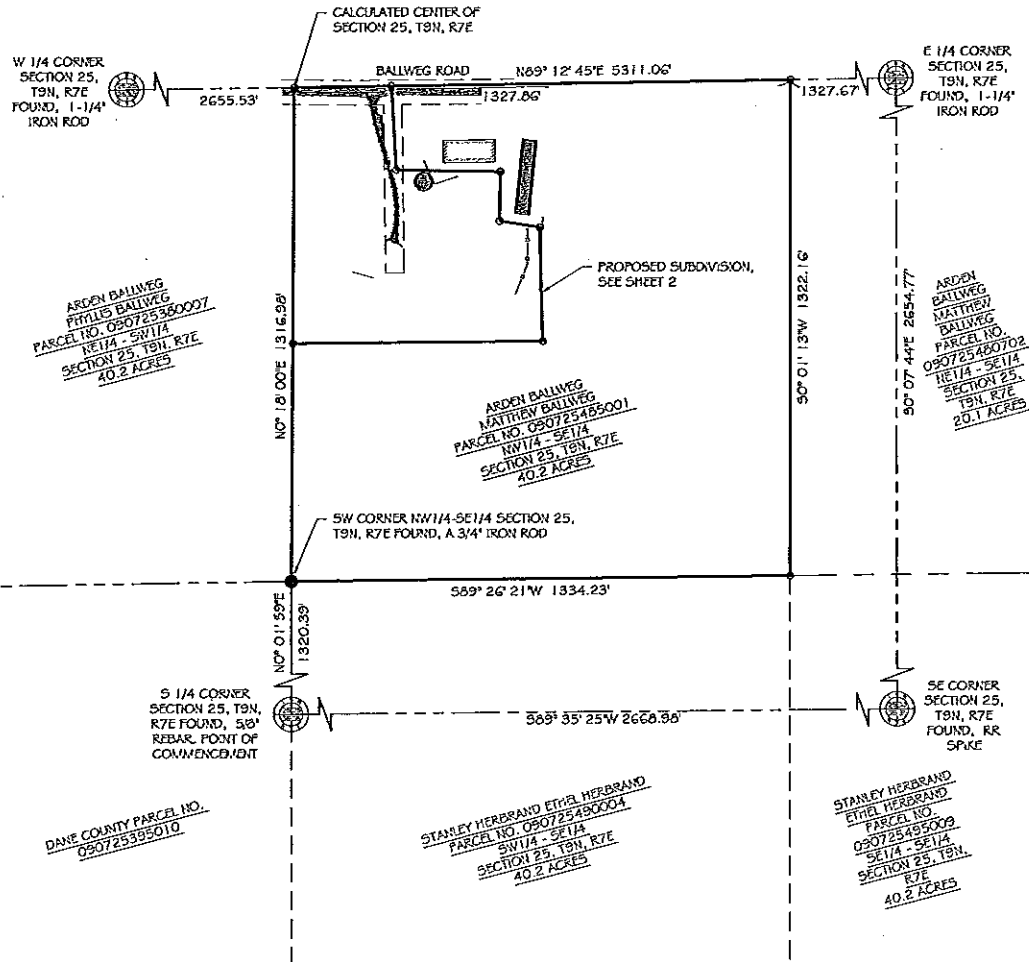 CALCULATED CENTER OF
SECTION 25, T9N, R7E
W 1/4 CORNER
SECTION 25,
T9N, R7E
FOUND, 1-1/4"
IRON ROD
BALLWEG ROAD
N89° 12' 45"E 5311.06'
E 1/4 CORNER
SECTION 25,
T9N, R7E
FOUND, 1-1/4"
IRON ROD
2655.53'
1327.86'
1327.67'
PROPOSED SUBDIVISION,
SEE SHEET 2
ARDEN BALLWEG
PHYLLIS BALLWEG
PARCEL NO. 090725380007
NE1/4 - SW1/4
SECTION 25, T9N, R7E
40.2 ACRES
N0° 18' 00"E 1316.98'
S0° 01' 13"W 1322.16'
S0° 07' 44"E 2654.77'
ARDEN
BALLWEG
MATTHEW
BALLWEG
PARCEL NO.
090725480702
NE1/4 - SE1/4
SECTION 25,
T9N, R7E
20.1 ACRES
ARDEN BALLWEG
MATTHEW BALLWEG
PARCEL NO. 090725485001
NW1/4 - SE1/4
SECTION 25, T9N, R7E
40.2 ACRES
SW CORNER NW1/4-SE1/4 SECTION 25,
T9N, R7E FOUND, A 3/4" IRON ROD
S89° 26' 21"W 1334.23'
N0° 01' 59"E
1320.39'
S 1/4 CORNER
SECTION 25, T9N,
R7E FOUND, 5/8"
REBAR. POINT OF
COMMENCEMENT
S89° 35' 25"W 2668.98'
SE CORNER
SECTION 25,
T9N, R7E
FOUND, RR
SPIKE
DANE COUNTY PARCEL NO.
090725395010
STANLEY HERBRAND ETHEL HERBRAND
PARCEL NO. 090725490004
SW1/4 - SE1/4
SECTION 25, T9N, R7E
40.2 ACRES
STANLEY HERBRAND
ETHEL HERBRAND
PARCEL NO.
090725495009
SE1/4 - SE1/4
SECTION 25, T9N,
R7E
40.2 ACRES